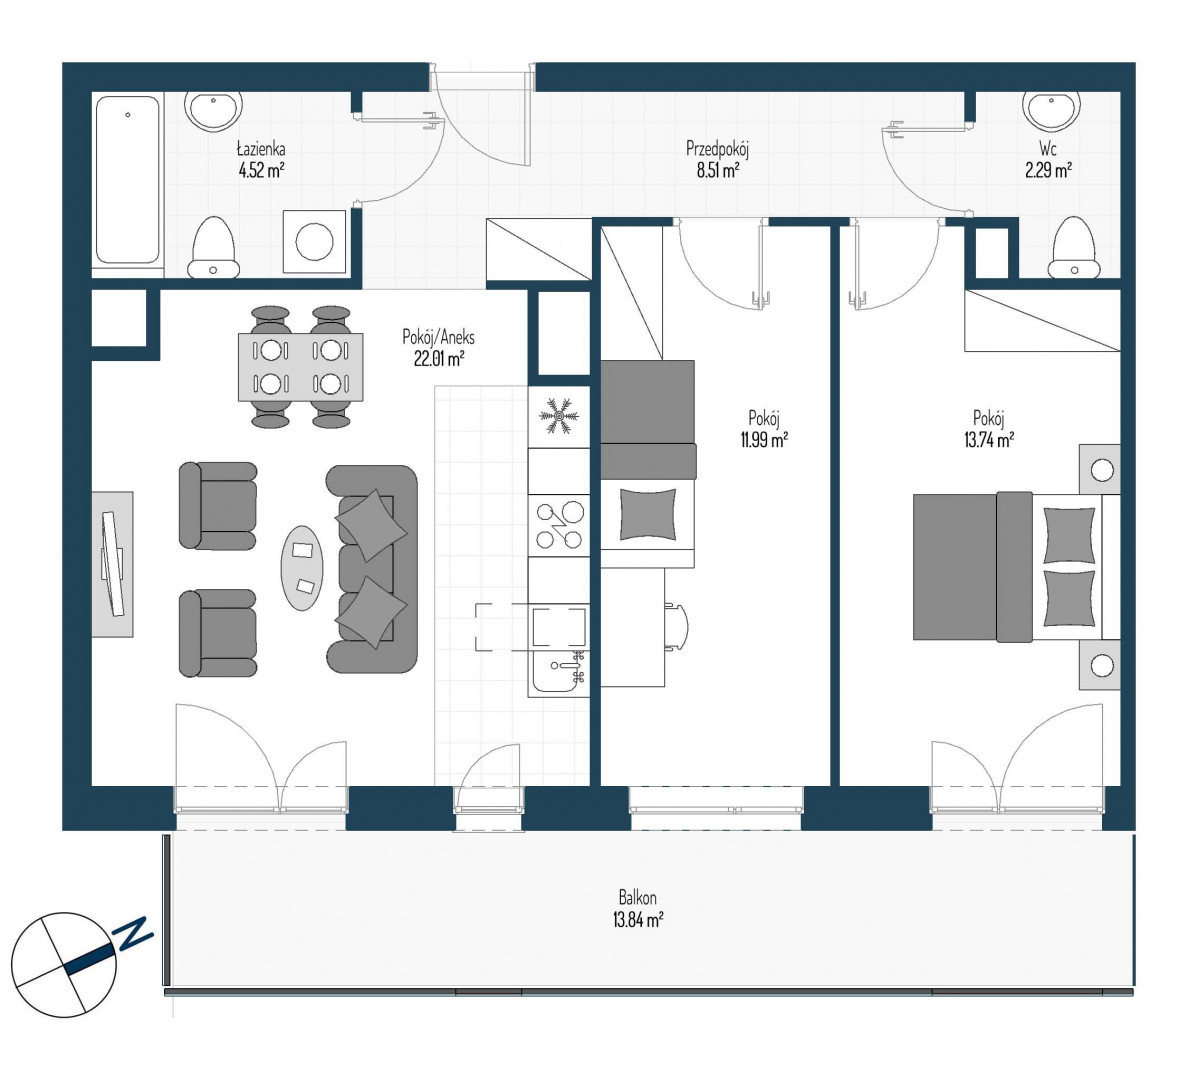 Łazienka
4.52 m²
Przedpokój
8.51 m²
Wc
2.29 m²
Pokój/Aneks
22.01 m²
Pokój
11.99 m²
Pokój
13.74 m²
Balkon
13.84 m²
N